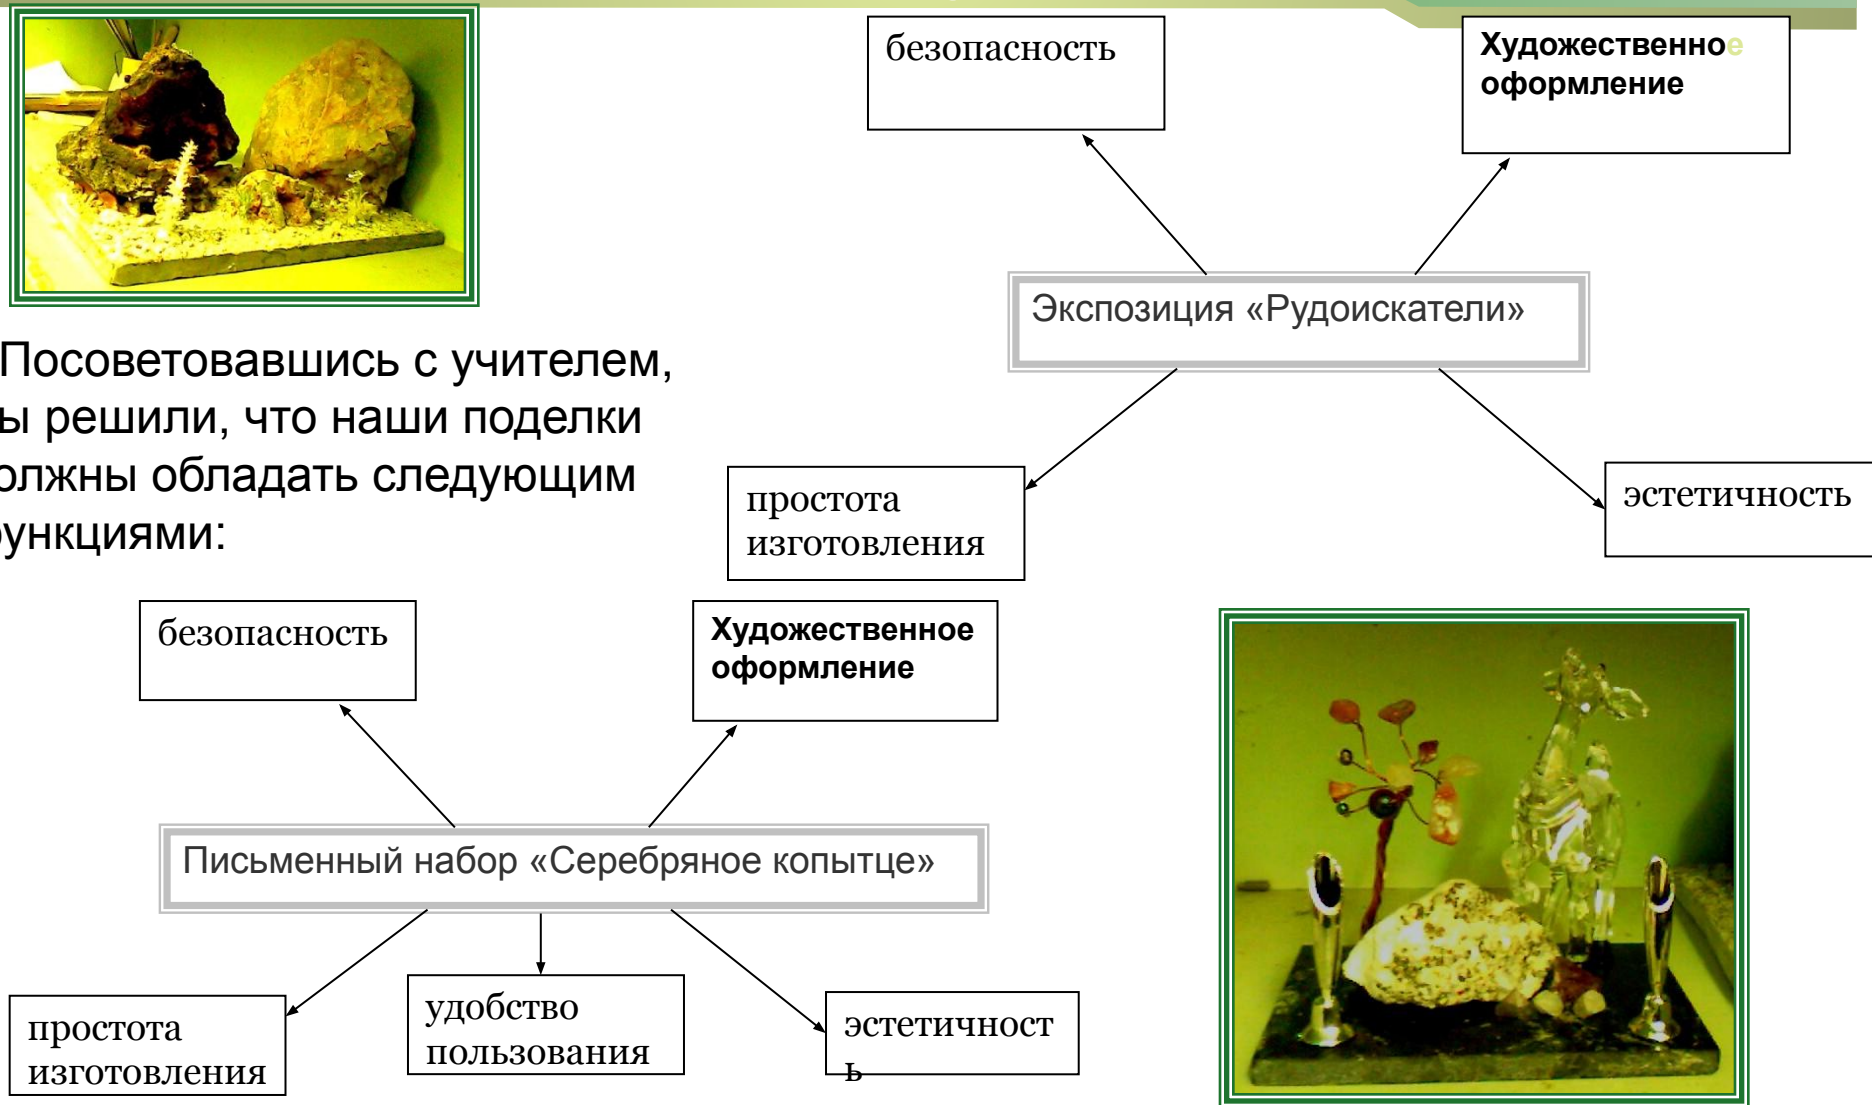 безопасность
Художественное
оформление
Экспозиция «Рудоискатели»
Посоветовавшись с учителем,
ы решили, что наши поделки
олжны обладать следующим
ункциями:
простота
изготовления
эстетичность
безопасность
Художественное
оформление
Письменный набор «Серебряное копытце»
простота
изготовления
удобство
пользования
эстетичност
ь